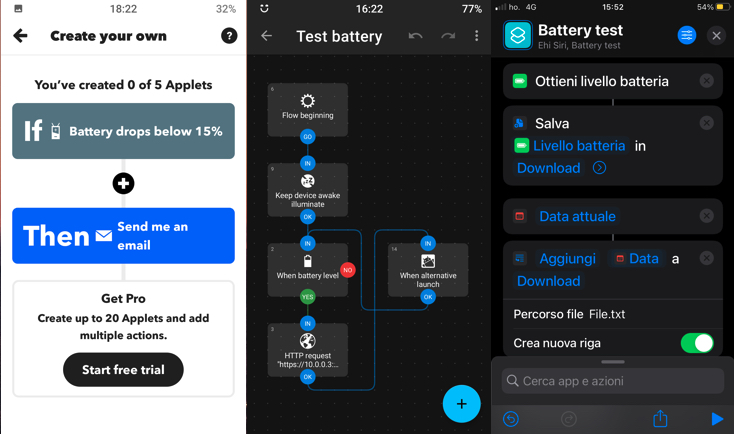 18:22
32%
Create your own
?
You've created 0 of 5 Applets
If Battery drops below 15%
Then Send me an
email
Get Pro
Create up to 20 Applets and add
multiple actions.
Start free trial
16:22
77%
Test battery
6
Flow beginning
GO
IN
9
Keep device awake
illuminate
OK
IN
2
When battery level
NO
YES
IN
3
HTTP request
"https://10.0.0.3:...
OK
IN
14
When alternative
launch
OK
ho. 4G
15:52
54%
Battery test
Ehi Siri, Battery test
Ottieni livello batteria
Salva
Livello batteria in
Download
Data attuale
Aggiungi Data a
Download
Percorso file File.txt
Crea nuova riga
Cerca app e azioni